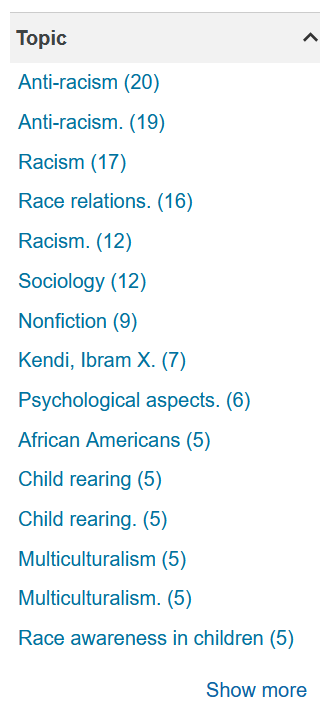 Topic
Anti-racism (20)
Anti-racism. (19)
Racism (17)
Race relations. (16)
Racism. (12)
Sociology (12)
Nonfiction (9)
Kendi, Ibram X. (7)
Psychological aspects. (6)
African Americans (5)
Child rearing (5)
Child rearing. (5)
Multiculturalism (5)
Multiculturalism. (5)
Race awareness in children (5)
Show more